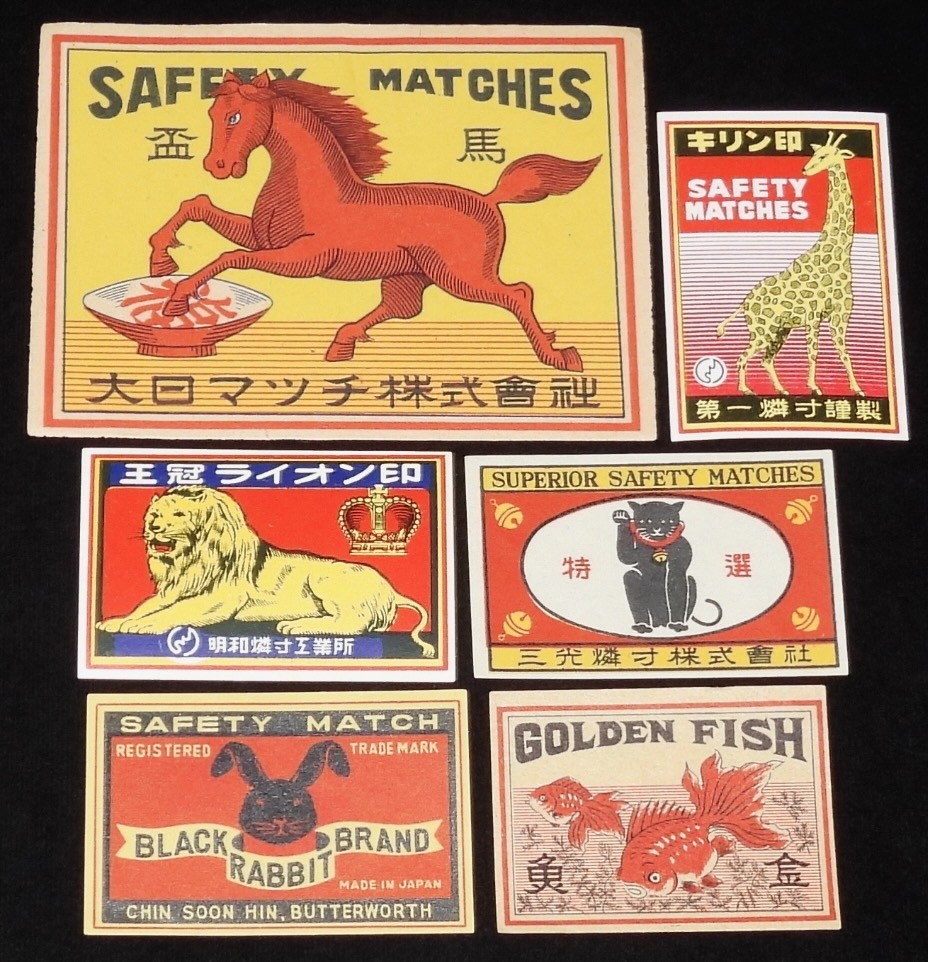 SAFETY MATCHES
盃 馬
大日マツチ株式會社
キリン印
SAFETY
MATCHES
第一燐寸謹製
王冠ライオン印
明和燐寸工業所
SUPERIOR SAFETY MATCHES
特 選
三光燐寸株式會社
SAFETY MATCH
REGISTERED TRADE MARK
BLACK RABBIT BRAND
MADE IN JAPAN
CHIN SOON HIN, BUTTERWORTH
GOLDEN FISH
魚 金